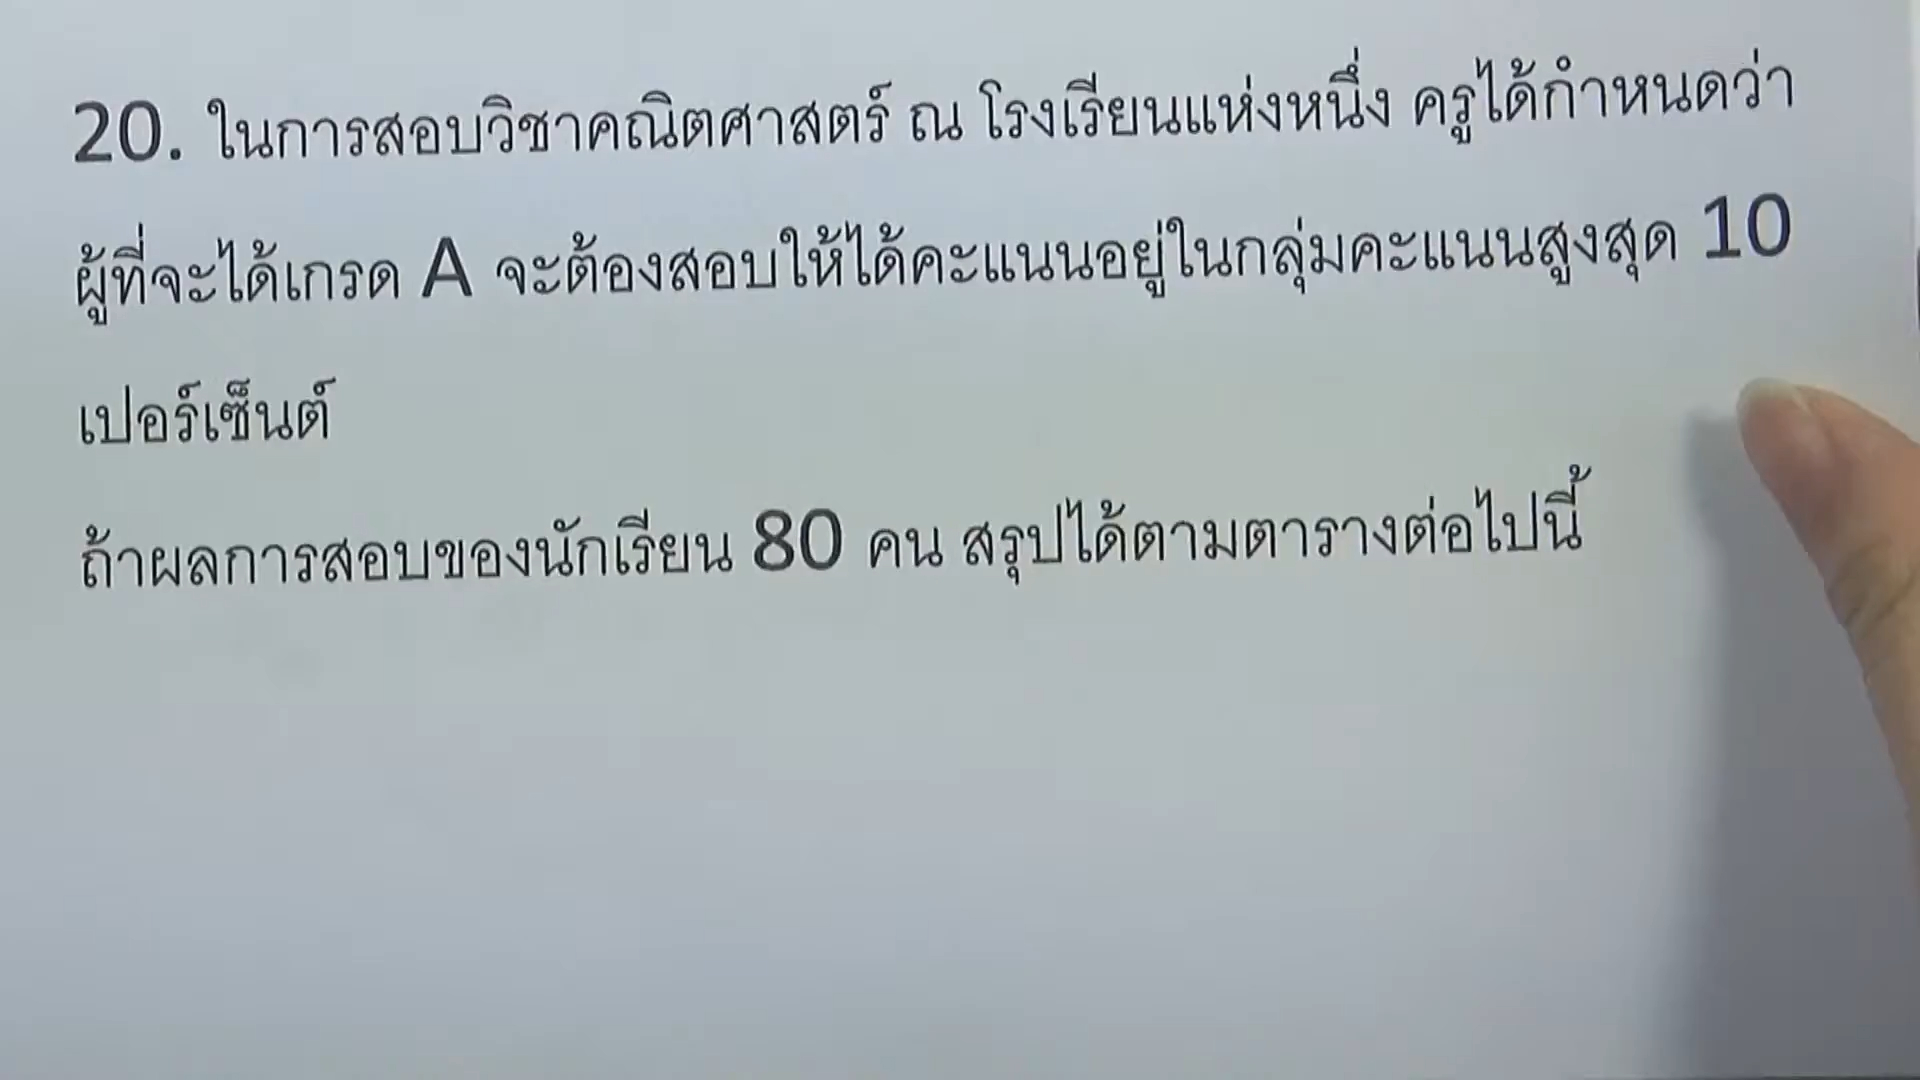 20. ในการสอบวิชาคณิตศาสตร์ ณ โรงเรียนแห่งหนึ่ง ครูได้กำหนดว่า
ผู้ที่จะได้เกรด A จะต้องสอบให้ได้คะแนนอยู่ในกลุ่มคะแนนสูงสุด 10
เปอร์เซ็นต์
ถ้าผลการสอบของนักเรียน 80 คน สรุปได้ตามตารางต่อไปนี้